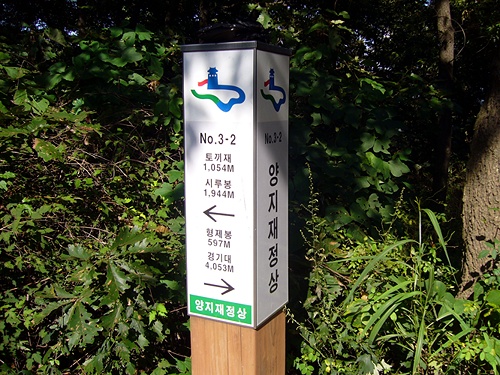 No.3-2
토끼재
1,054M
시루봉
1,944M
←
형제봉
597M
경기대
4,053M
→
양지재정상
No.3-2
양지재정상